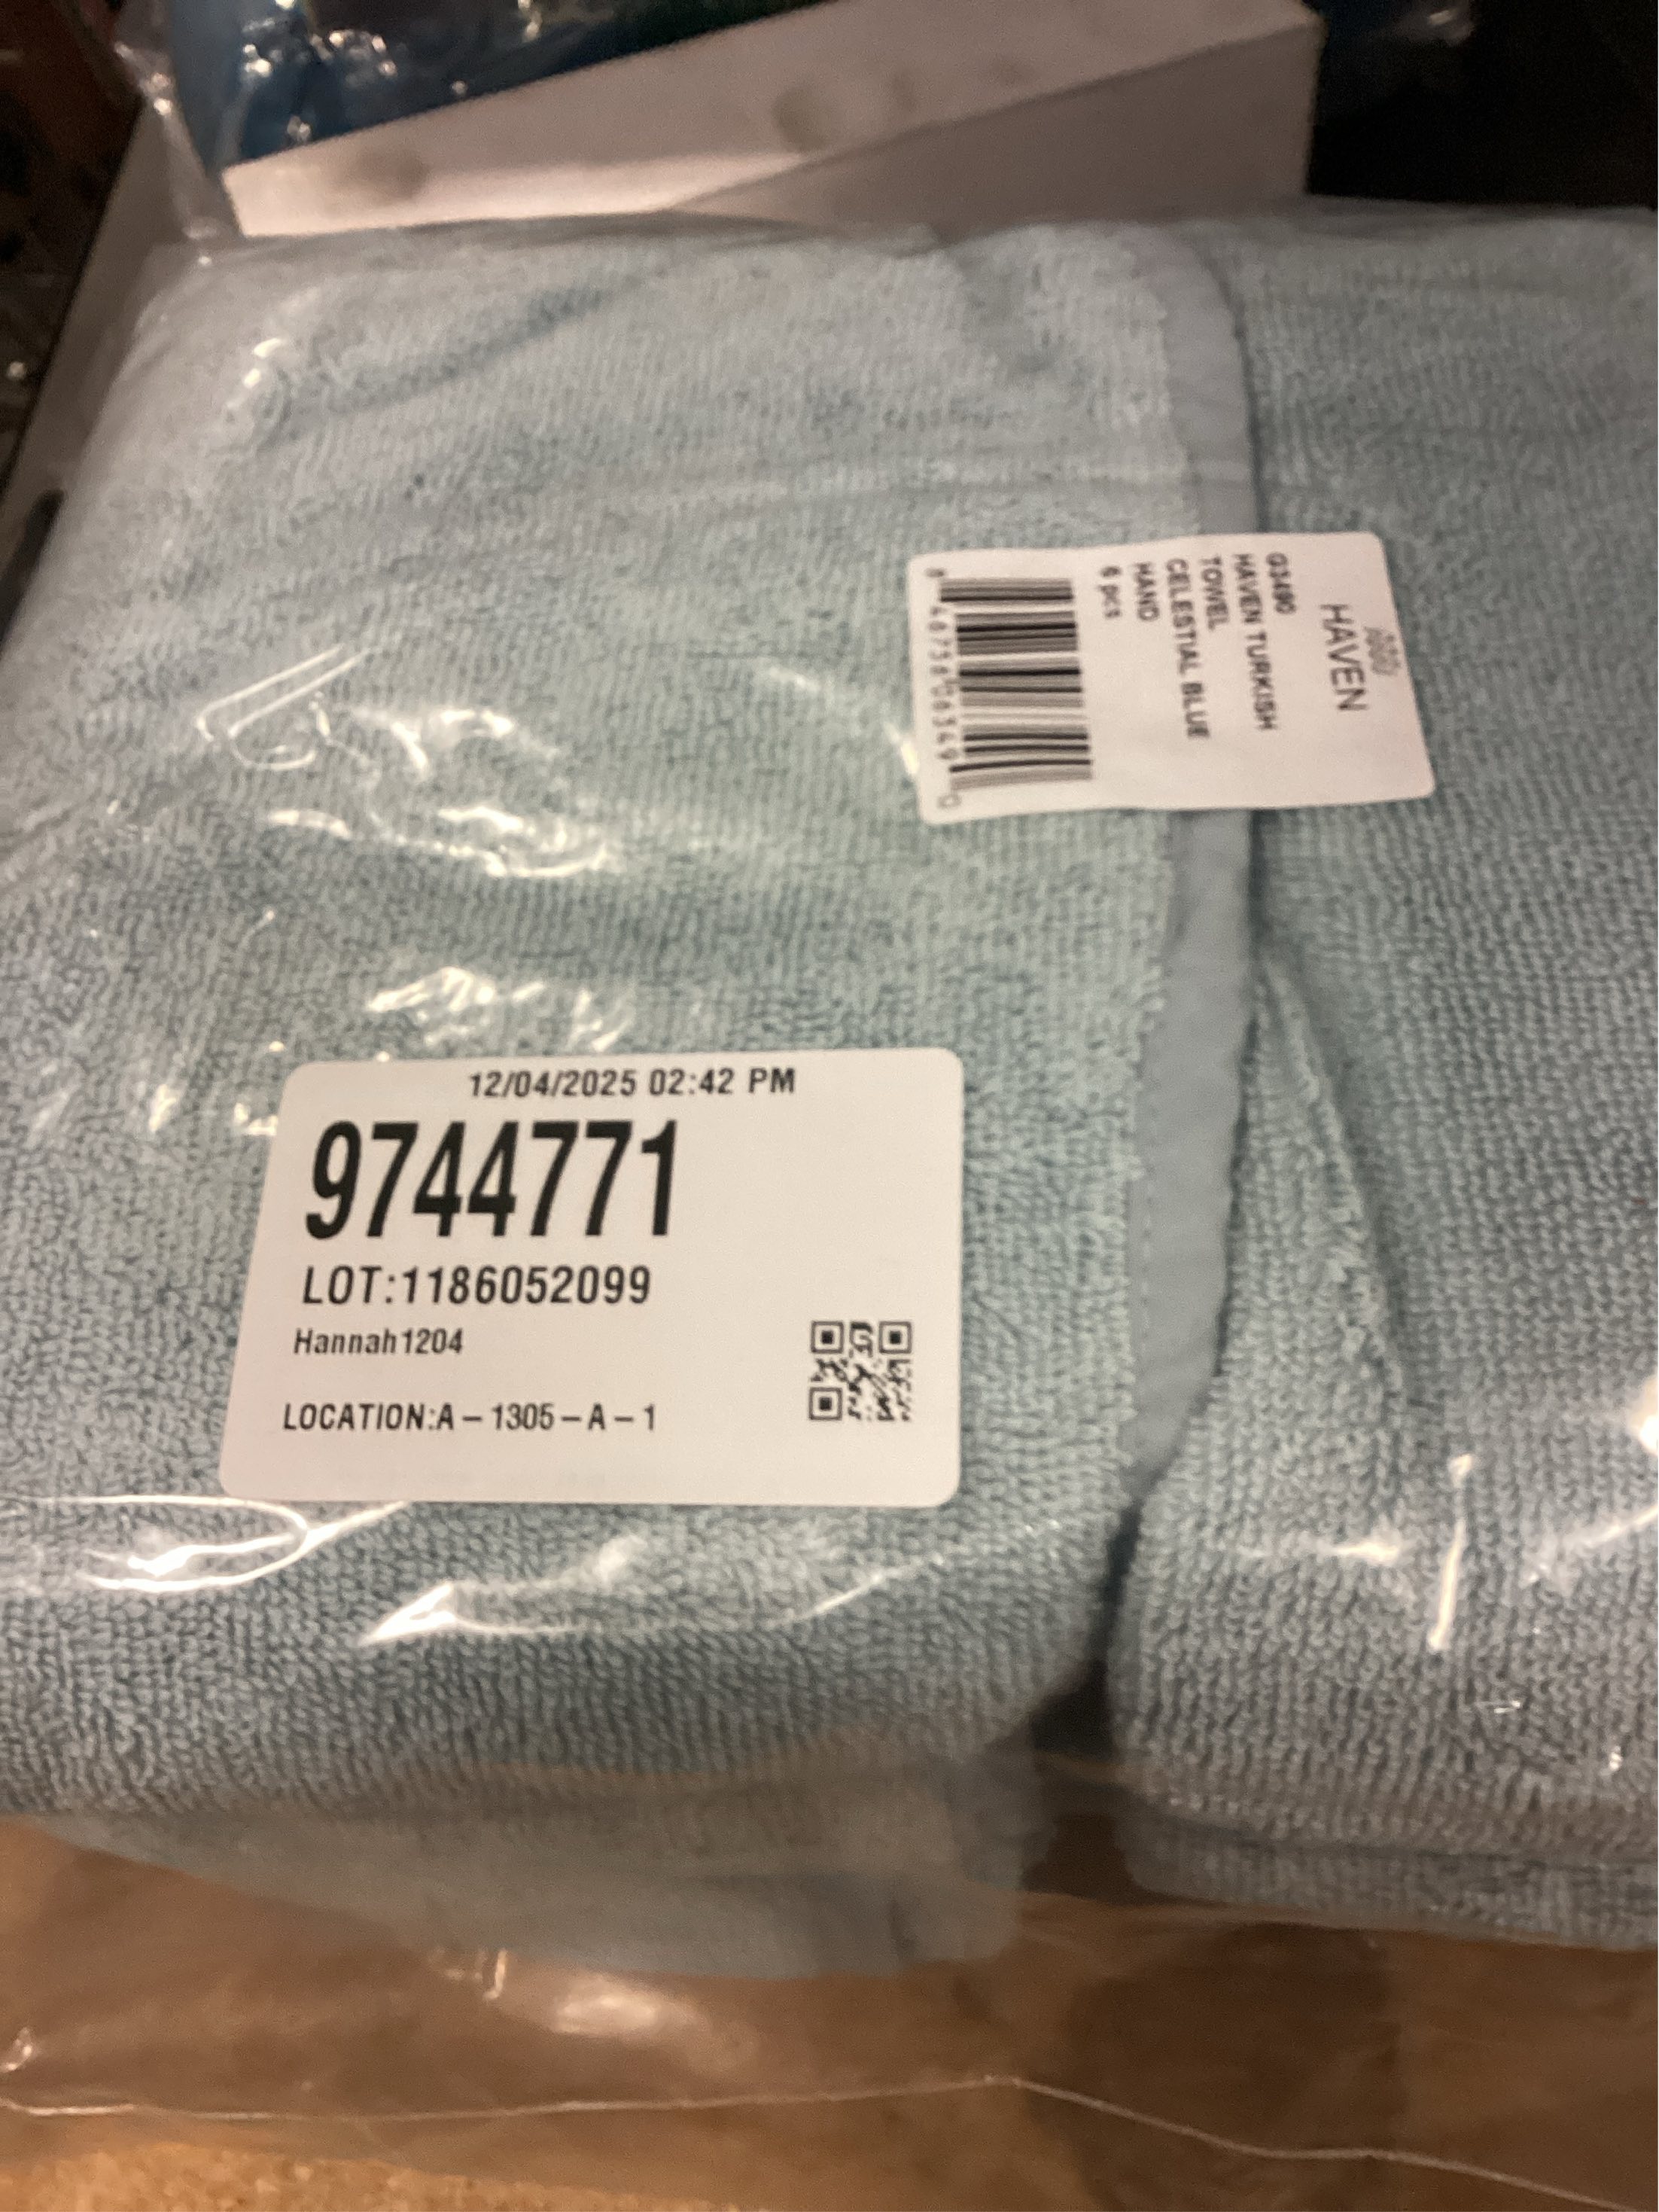 HAVEN
G3490
HAVEN TURKISH
TOWEL
CELESTIAL BLUE
HAND
6 pcs
12/04/2025 02:42 PM
9744771
LOT:1186052099
Hannah1204
LOCATION:A – 1305 – A – 1